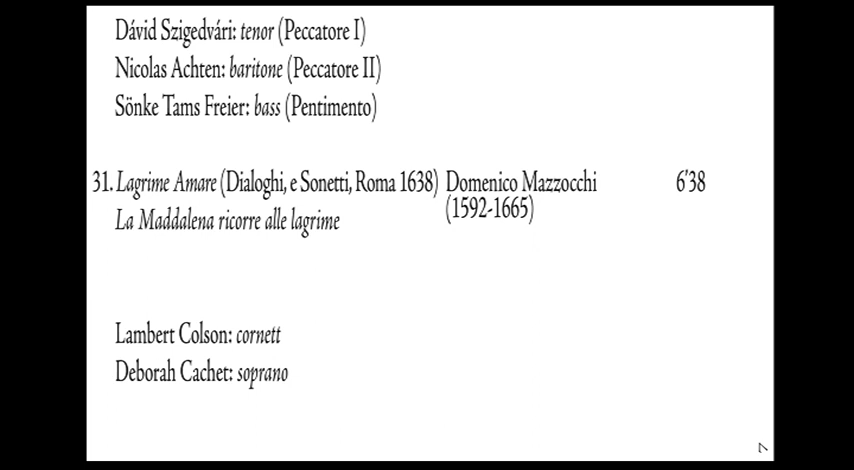 Dávid Szigedvári: tenor (Peccatore I)
Nicolas Achten: baritone (Peccatore II)
Sönke Tams Freier: bass (Pentimento)
31. Lagrime Amare (Dialoghi, e Sonetti, Roma 1638) Domenico Mazzocchi 6'38
(1592-1665)
La Maddalena ricorre alle lagrime
Lambert Colson: cornett
Deborah Cachet: soprano
7